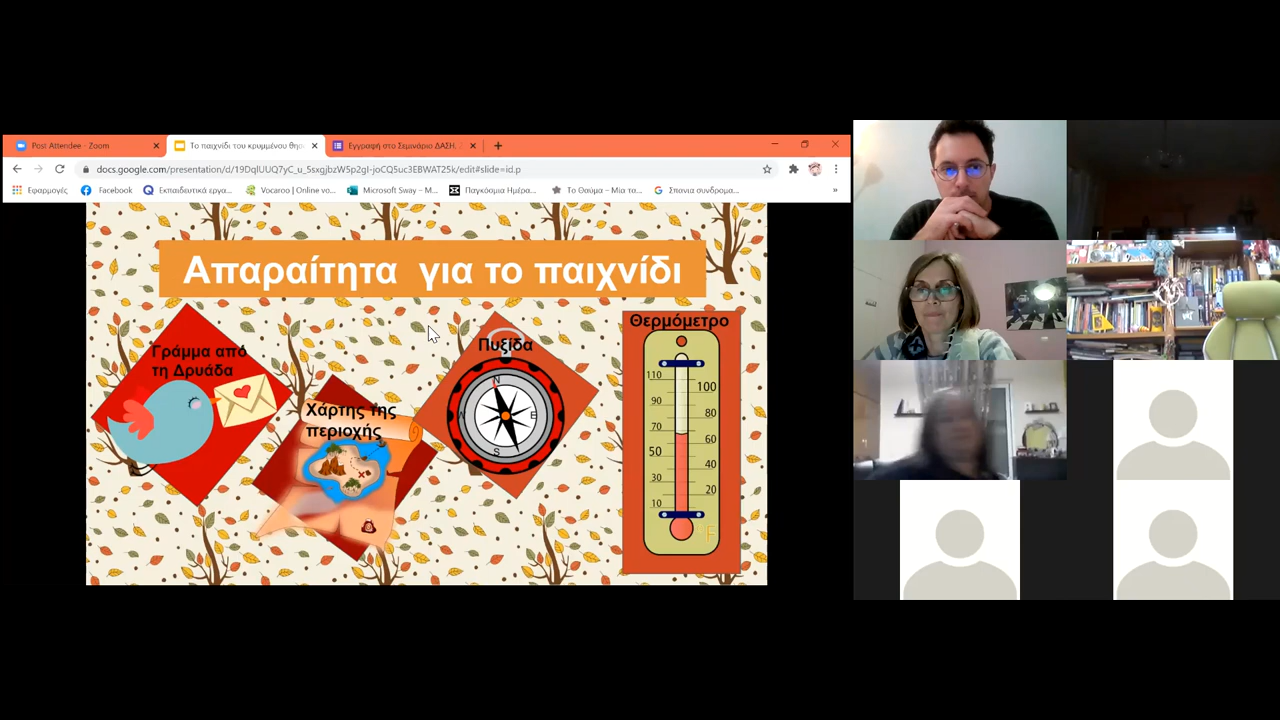 Post Attendee - Zoom
Το παιχνίδι του κρυμμένου θησ
Εγγραφή στο Σεμινάριο ΔΑΣΗ.
docs.google.com/presentation/d/19DqlUUQ7yC_u_5sxgjbzW5p2gI-joCQ5uc3EBWAT25k/edit#slide=id.p
Εφαρμογές
Facebook
Εκπαιδευτικά εργα...
Vocaroo | Online vo...
Microsoft Sway – M...
Παγκόσμια Ημέρα...
Το Θαύμα – Μία τα...
Σπανια συνδρομα...
»
Απαραίτητα για το παιχνίδι
Γράμμα από
τη Δρυάδα
Χάρτης της
περιοχής
Πυξίδα
N
W E
S
Θερμόμετρο
110 100
90 80
70 60
50 40
30 20
10
F